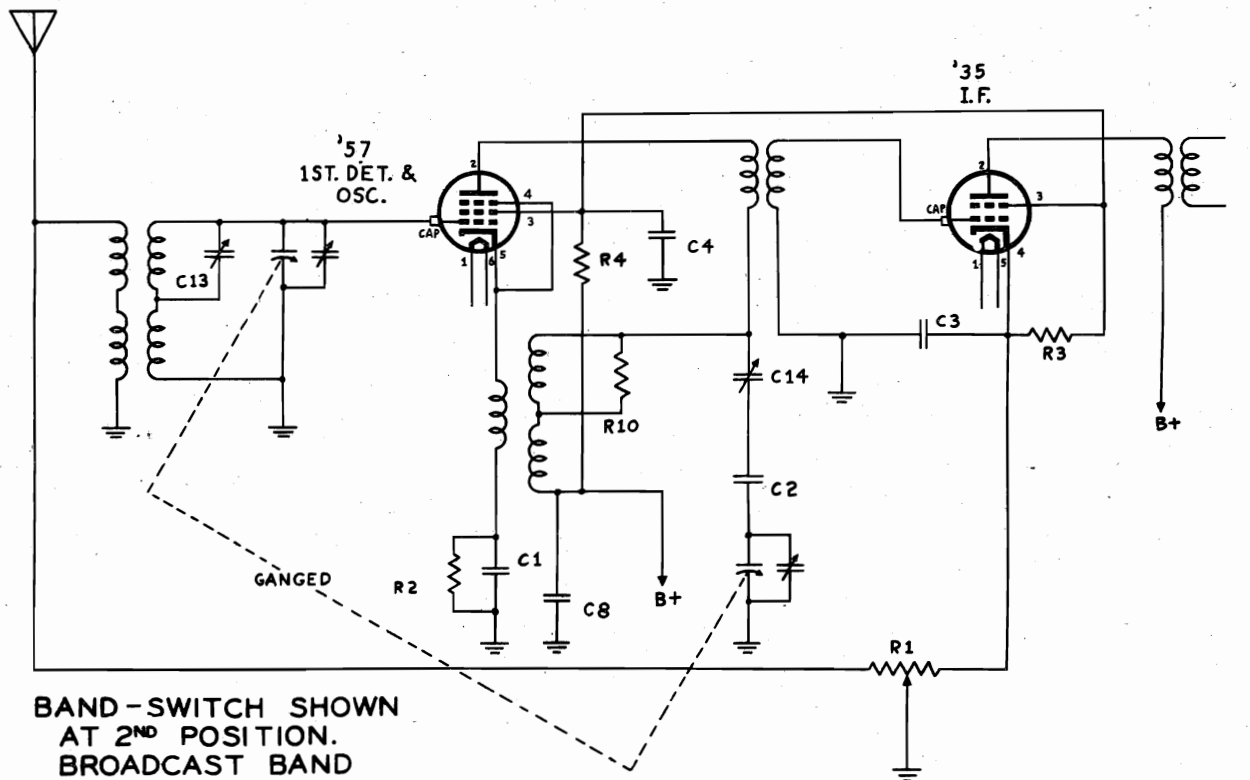 '35
I.F.
'57
1ST. DET. &
OSC.
2
4
3
CAP
1
6
5
2
3
CAP
1
5
4
C13
R4
C4
C3
R3
C14
R10
B+
C2
R2
C1
GANGED
C8
B+
R1
BAND-SWITCH SHOWN
AT 2ND POSITION.
BROADCAST BAND